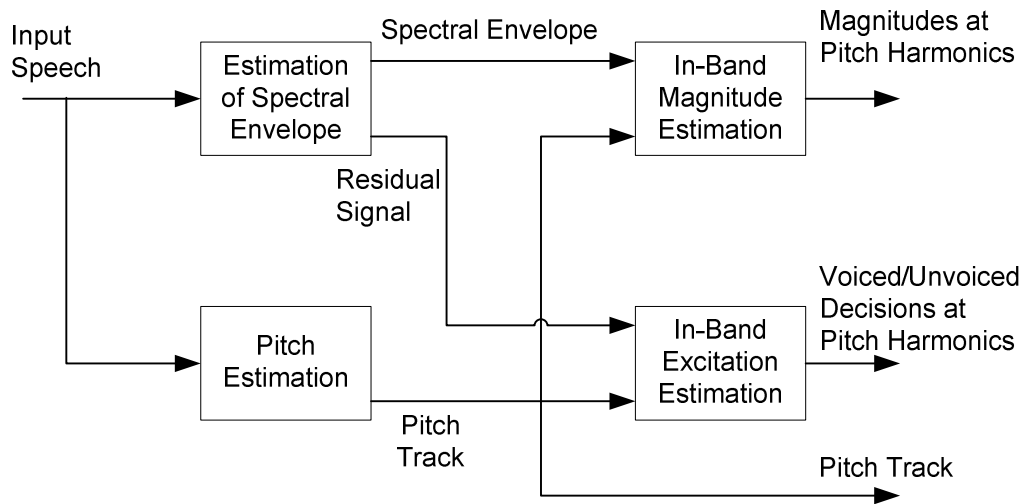 Input
Speech
Estimation
of Spectral
Envelope
Spectral Envelope
In-Band
Magnitude
Estimation
Magnitudes at
Pitch Harmonics
Residual
Signal
Pitch
Estimation
Pitch
Track
In-Band
Excitation
Estimation
Voiced/Unvoiced
Decisions at
Pitch Harmonics
Pitch Track